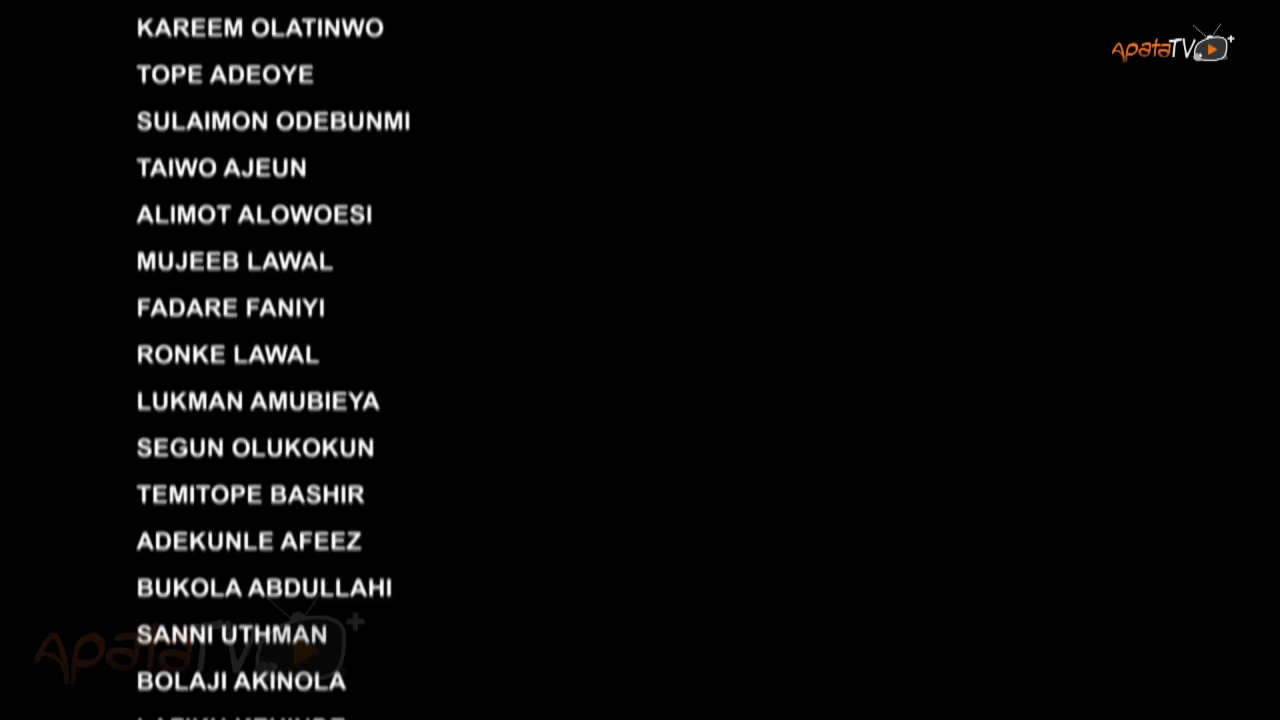 KAREEM OLATINWO
ApataTV+
TOPE ADEOYE
SULAIMON ODEBUNMI
TAIWO AJEUN
ALIMOT ALOWOESI
MUJEEB LAWAL
FADARE FANIYI
RONKE LAWAL
LUKMAN AMUBIEYA
SEGUN OLUKOKUN
TEMITOPE BASHIR
ADEKUNLE AFEEZ
BUKOLA ABDULLAHI
SANNI UTHMAN
ApataTV+
BOLAJI AKINOLA